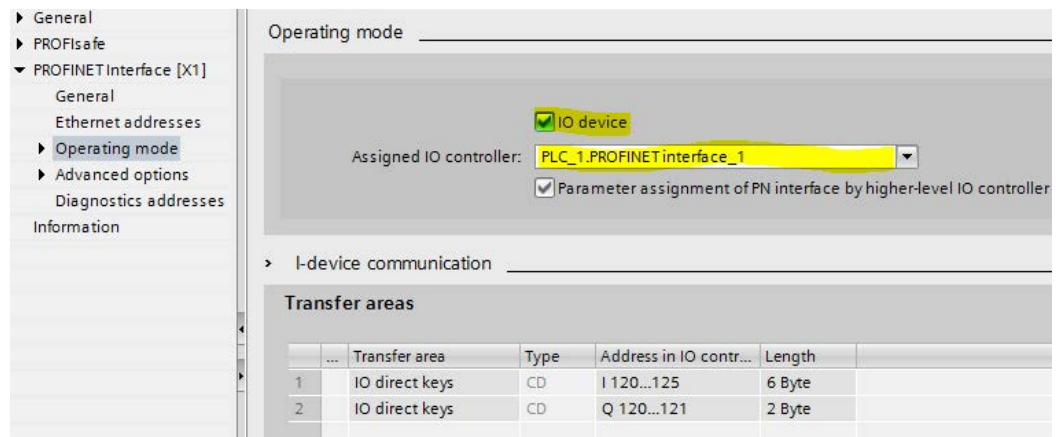 General
PROFIsafe
PROFINET Interface [X1]
General
Ethernet addresses
Operating mode
Advanced options
Diagnostics addresses
Information
Operating mode
IO device
Assigned IO controller: PLC_1.PROFINET interface_1
Parameter assignment of PN interface by higher-level IO controller
I-device communication
Transfer areas
... Transfer area Type Address in IO contr... Length
1 IO direct keys CD I 120...125 6 Byte
2 IO direct keys CD Q 120...121 2 Byte